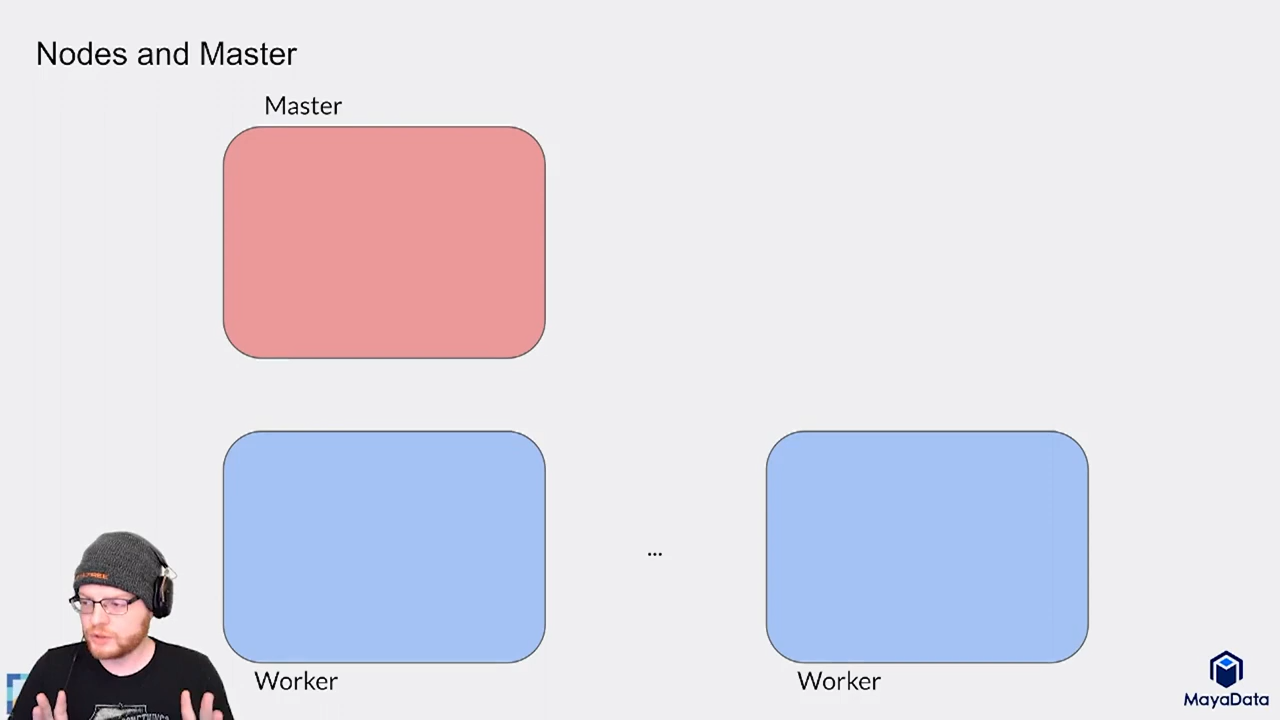 Nodes and Master
Master
...
Worker
Worker
MayaData